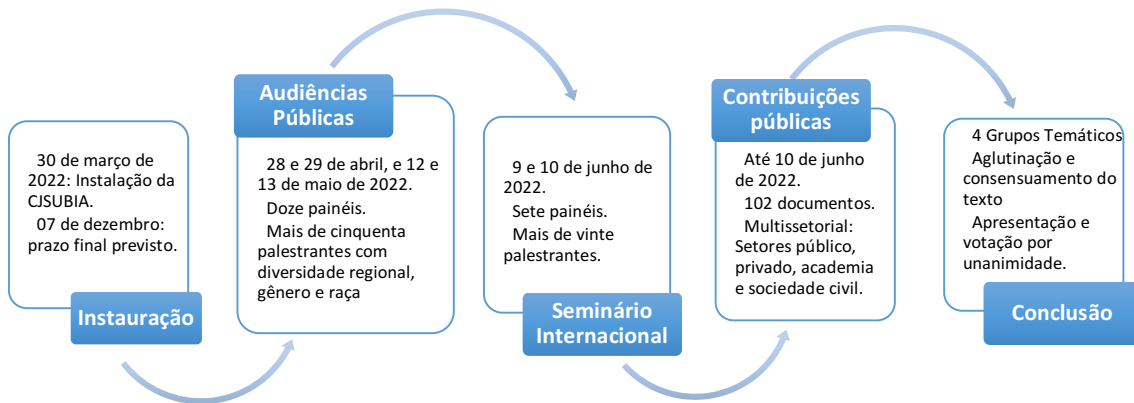 30 de março de
2022: Instalação da
CJSUBIA.
07 de dezembro:
prazo final previsto.
Instauração
Audiências
Públicas
28 e 29 de abril, e 12 e
13 de maio de 2022.
Doze painéis.
Mais de cinquenta
palestrantes com
diversidade regional,
gênero e raça
9 e 10 de junho de
2022.
Sete painéis.
Mais de vinte
palestrantes.
Seminário
Internacional
Contribuições
públicas
Até 10 de junho
de 2022.
102 documentos.
Multissetorial:
Setores público,
privado, academia
e sociedade civil.
4 Grupos Temáticos
Aglutinação e
consensuamento do
texto
Apresentação e
votação por
unanimidade.
Conclusão